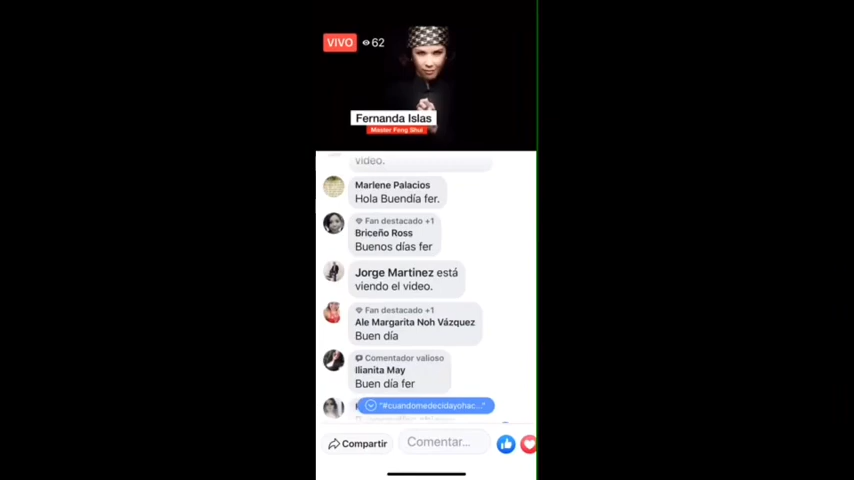 VIVO 62
Fernanda Islas
Master Feng Shui
video.
Marlene Palacios
Hola Buendía fer.
Fan destacado +1
Briceño Ross
Buenos días fer
Jorge Martinez está
viendo el video.
Fan destacado +1
Ale Margarita Noh Vázquez
Buen día
Comentador valioso
Ilianita May
Buen día fer
"#cuandomedecidayohac..."
Compartir
Comentar...